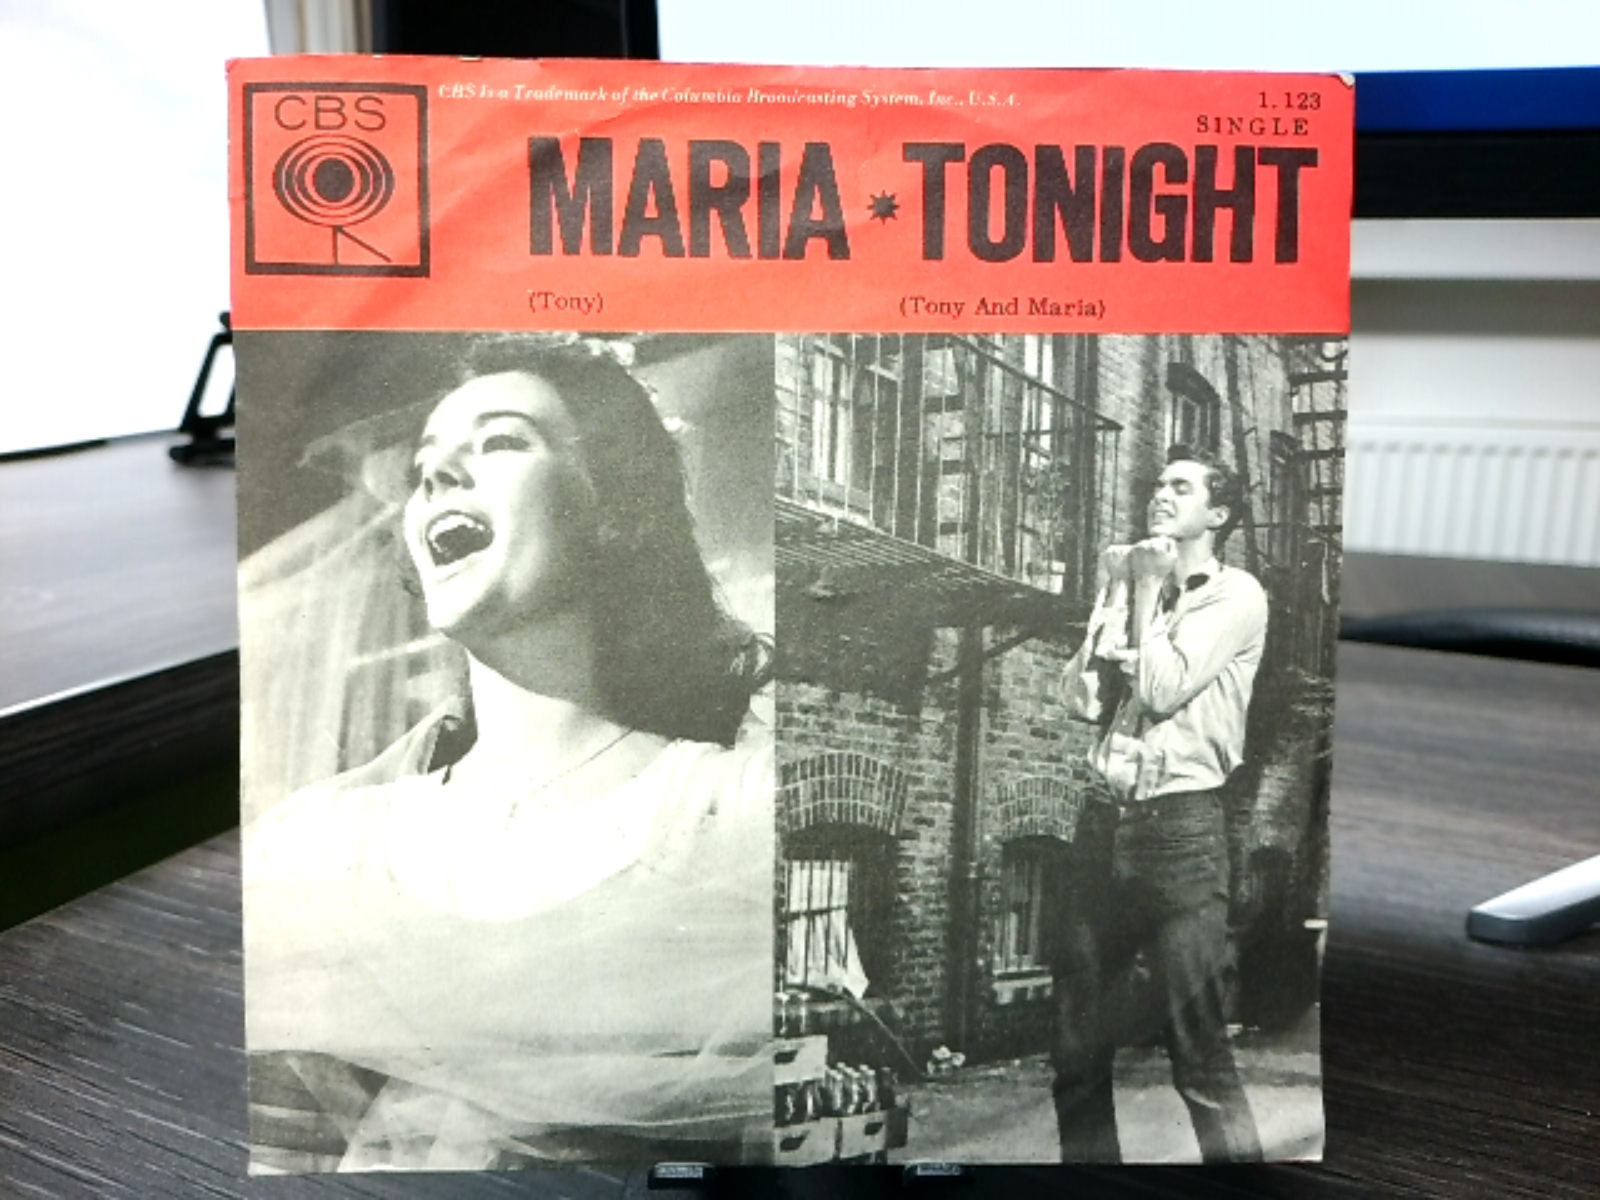 CBS
CBS Is a Trademark of the Columbia Broadcasting System, Inc., U.S.A.
1.123
SINGLE
MARIA * TONIGHT
(Tony) (Tony And Maria)